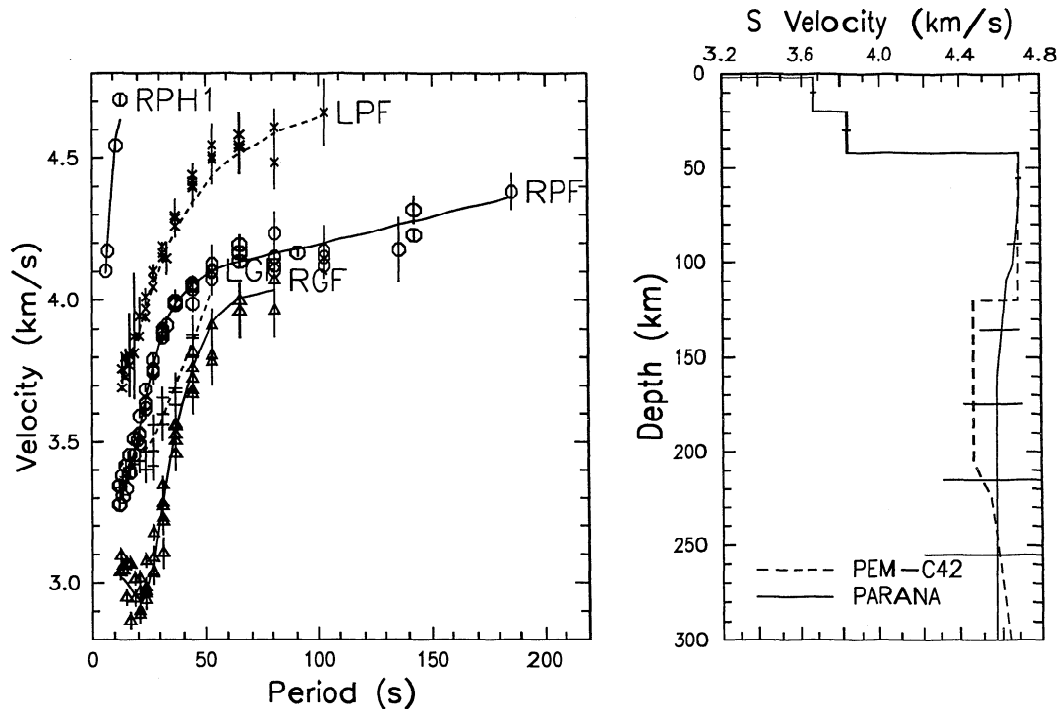 S Velocity (km/s)
3.2 3.6 4.0 4.4 4.8
RPH1
LPF
RPF
LGF
RGF
4.5
4.0
3.5
3.0
Velocity (km/s)
0 50 100 150 200
Period (s)
0
50
100
150
200
250
300
Depth (km)
PEM-C42
PARANA